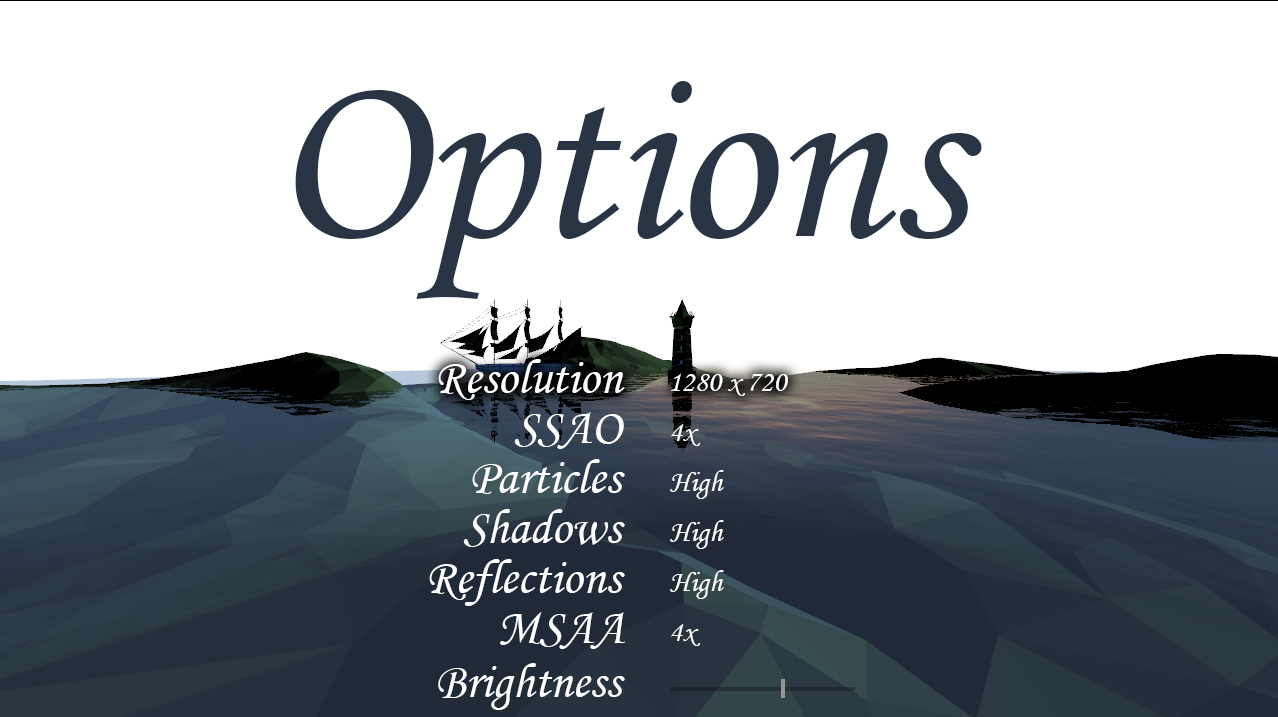 Options
Resolution 1280 x 720
SSAO 4x
Particles High
Shadows High
Reflections High
MSAA 4x
Brightness